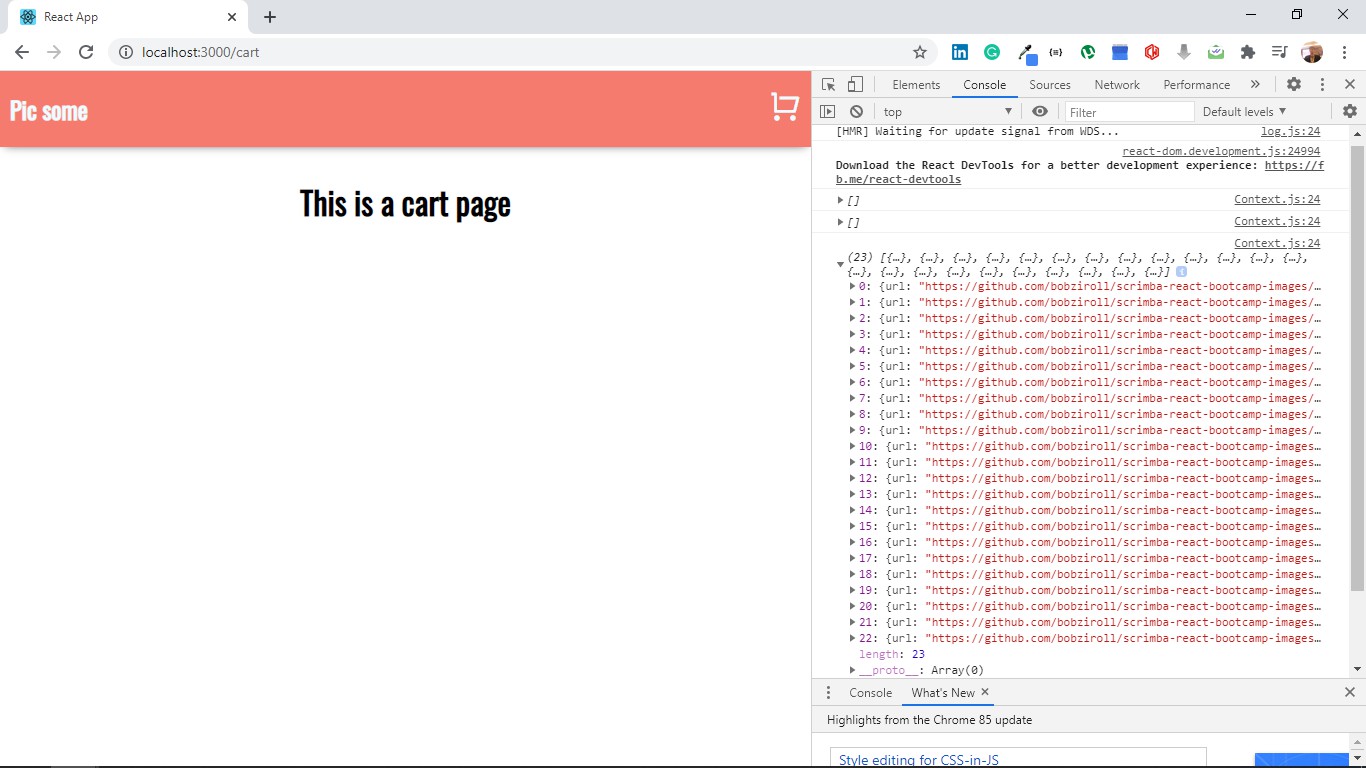 React App
localhost:3000/cart
Pic some
This is a cart page
Elements Console Sources Network Performance »
top Filter Default levels
[HMR] Waiting for update signal from WDS... log.js:24
react-dom.development.js:24994
Download the React DevTools for a better development experience: https://f
b.me/react-devtools
[] Context.js:24
[] Context.js:24
Context.js:24
(23) [{…}, {…}, {…}, {…}, {…}, {…}, {…}, {…}, {…}, {…}, {…}, {…}, {…},
{…}, {…}, {…}, {…}, {…}, {…}, {…}, {…}, {…}, {…}] i
0: {url: "https://github.com/bobziroll/scrimba-react-bootcamp-images/…
1: {url: "https://github.com/bobziroll/scrimba-react-bootcamp-images/…
2: {url: "https://github.com/bobziroll/scrimba-react-bootcamp-images/…
3: {url: "https://github.com/bobziroll/scrimba-react-bootcamp-images/…
4: {url: "https://github.com/bobziroll/scrimba-react-bootcamp-images/…
5: {url: "https://github.com/bobziroll/scrimba-react-bootcamp-images/…
6: {url: "https://github.com/bobziroll/scrimba-react-bootcamp-images/…
7: {url: "https://github.com/bobziroll/scrimba-react-bootcamp-images/…
8: {url: "https://github.com/bobziroll/scrimba-react-bootcamp-images/…
9: {url: "https://github.com/bobziroll/scrimba-react-bootcamp-images/…
10: {url: "https://github.com/bobziroll/scrimba-react-bootcamp-images…
11: {url: "https://github.com/bobziroll/scrimba-react-bootcamp-images…
12: {url: "https://github.com/bobziroll/scrimba-react-bootcamp-images…
13: {url: "https://github.com/bobziroll/scrimba-react-bootcamp-images…
14: {url: "https://github.com/bobziroll/scrimba-react-bootcamp-images…
15: {url: "https://github.com/bobziroll/scrimba-react-bootcamp-images…
16: {url: "https://github.com/bobziroll/scrimba-react-bootcamp-images…
17: {url: "https://github.com/bobziroll/scrimba-react-bootcamp-images…
18: {url: "https://github.com/bobziroll/scrimba-react-bootcamp-images…
19: {url: "https://github.com/bobziroll/scrimba-react-bootcamp-images…
20: {url: "https://github.com/bobziroll/scrimba-react-bootcamp-images…
21: {url: "https://github.com/bobziroll/scrimba-react-bootcamp-images…
22: {url: "https://github.com/bobziroll/scrimba-react-bootcamp-images…
length: 23
__proto__: Array(0)
Console What's New
Highlights from the Chrome 85 update
Style editing for CSS-in-JS